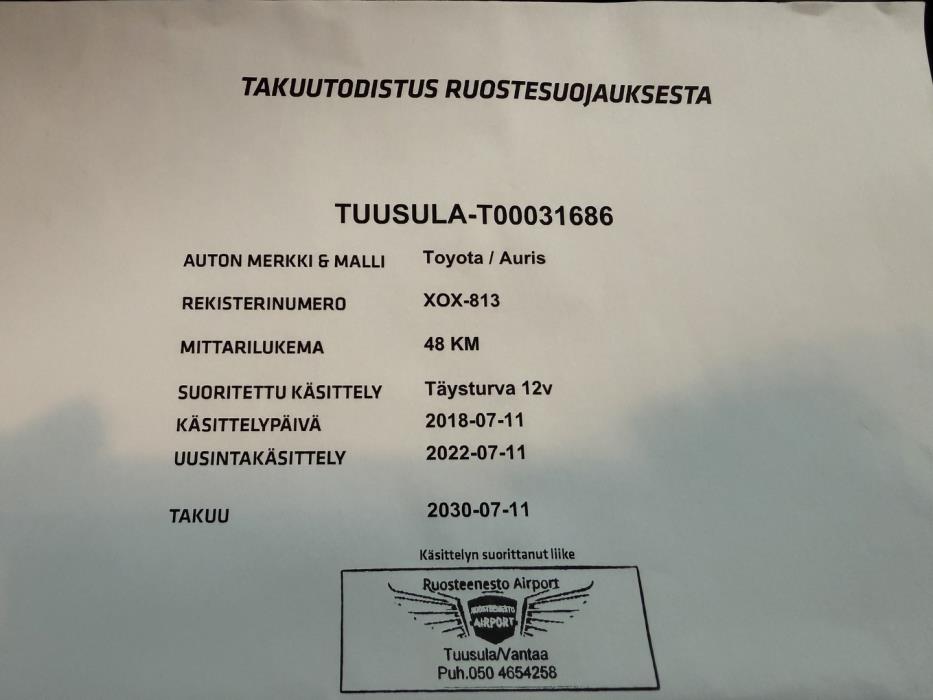 TAKUUTODISTUS RUOSTESUOJAUKSESTA
TUUSULA-T00031686
AUTON MERKKI & MALLI Toyota / Auris
REKISTERINUMERO XOX-813
MITTARILUKEMA 48 KM
SUORITETTU KÄSITTELY Täysturva 12v
KÄSITTELYPÄIVÄ 2018-07-11
UUSINTAKÄSITTELY 2022-07-11
TAKUU 2030-07-11
Käsittelyn suorittanut liike
Ruosteenesto Airport
RUOSTEENESTO
AIRPORT
Tuusula/Vantaa
Puh.050 4654258